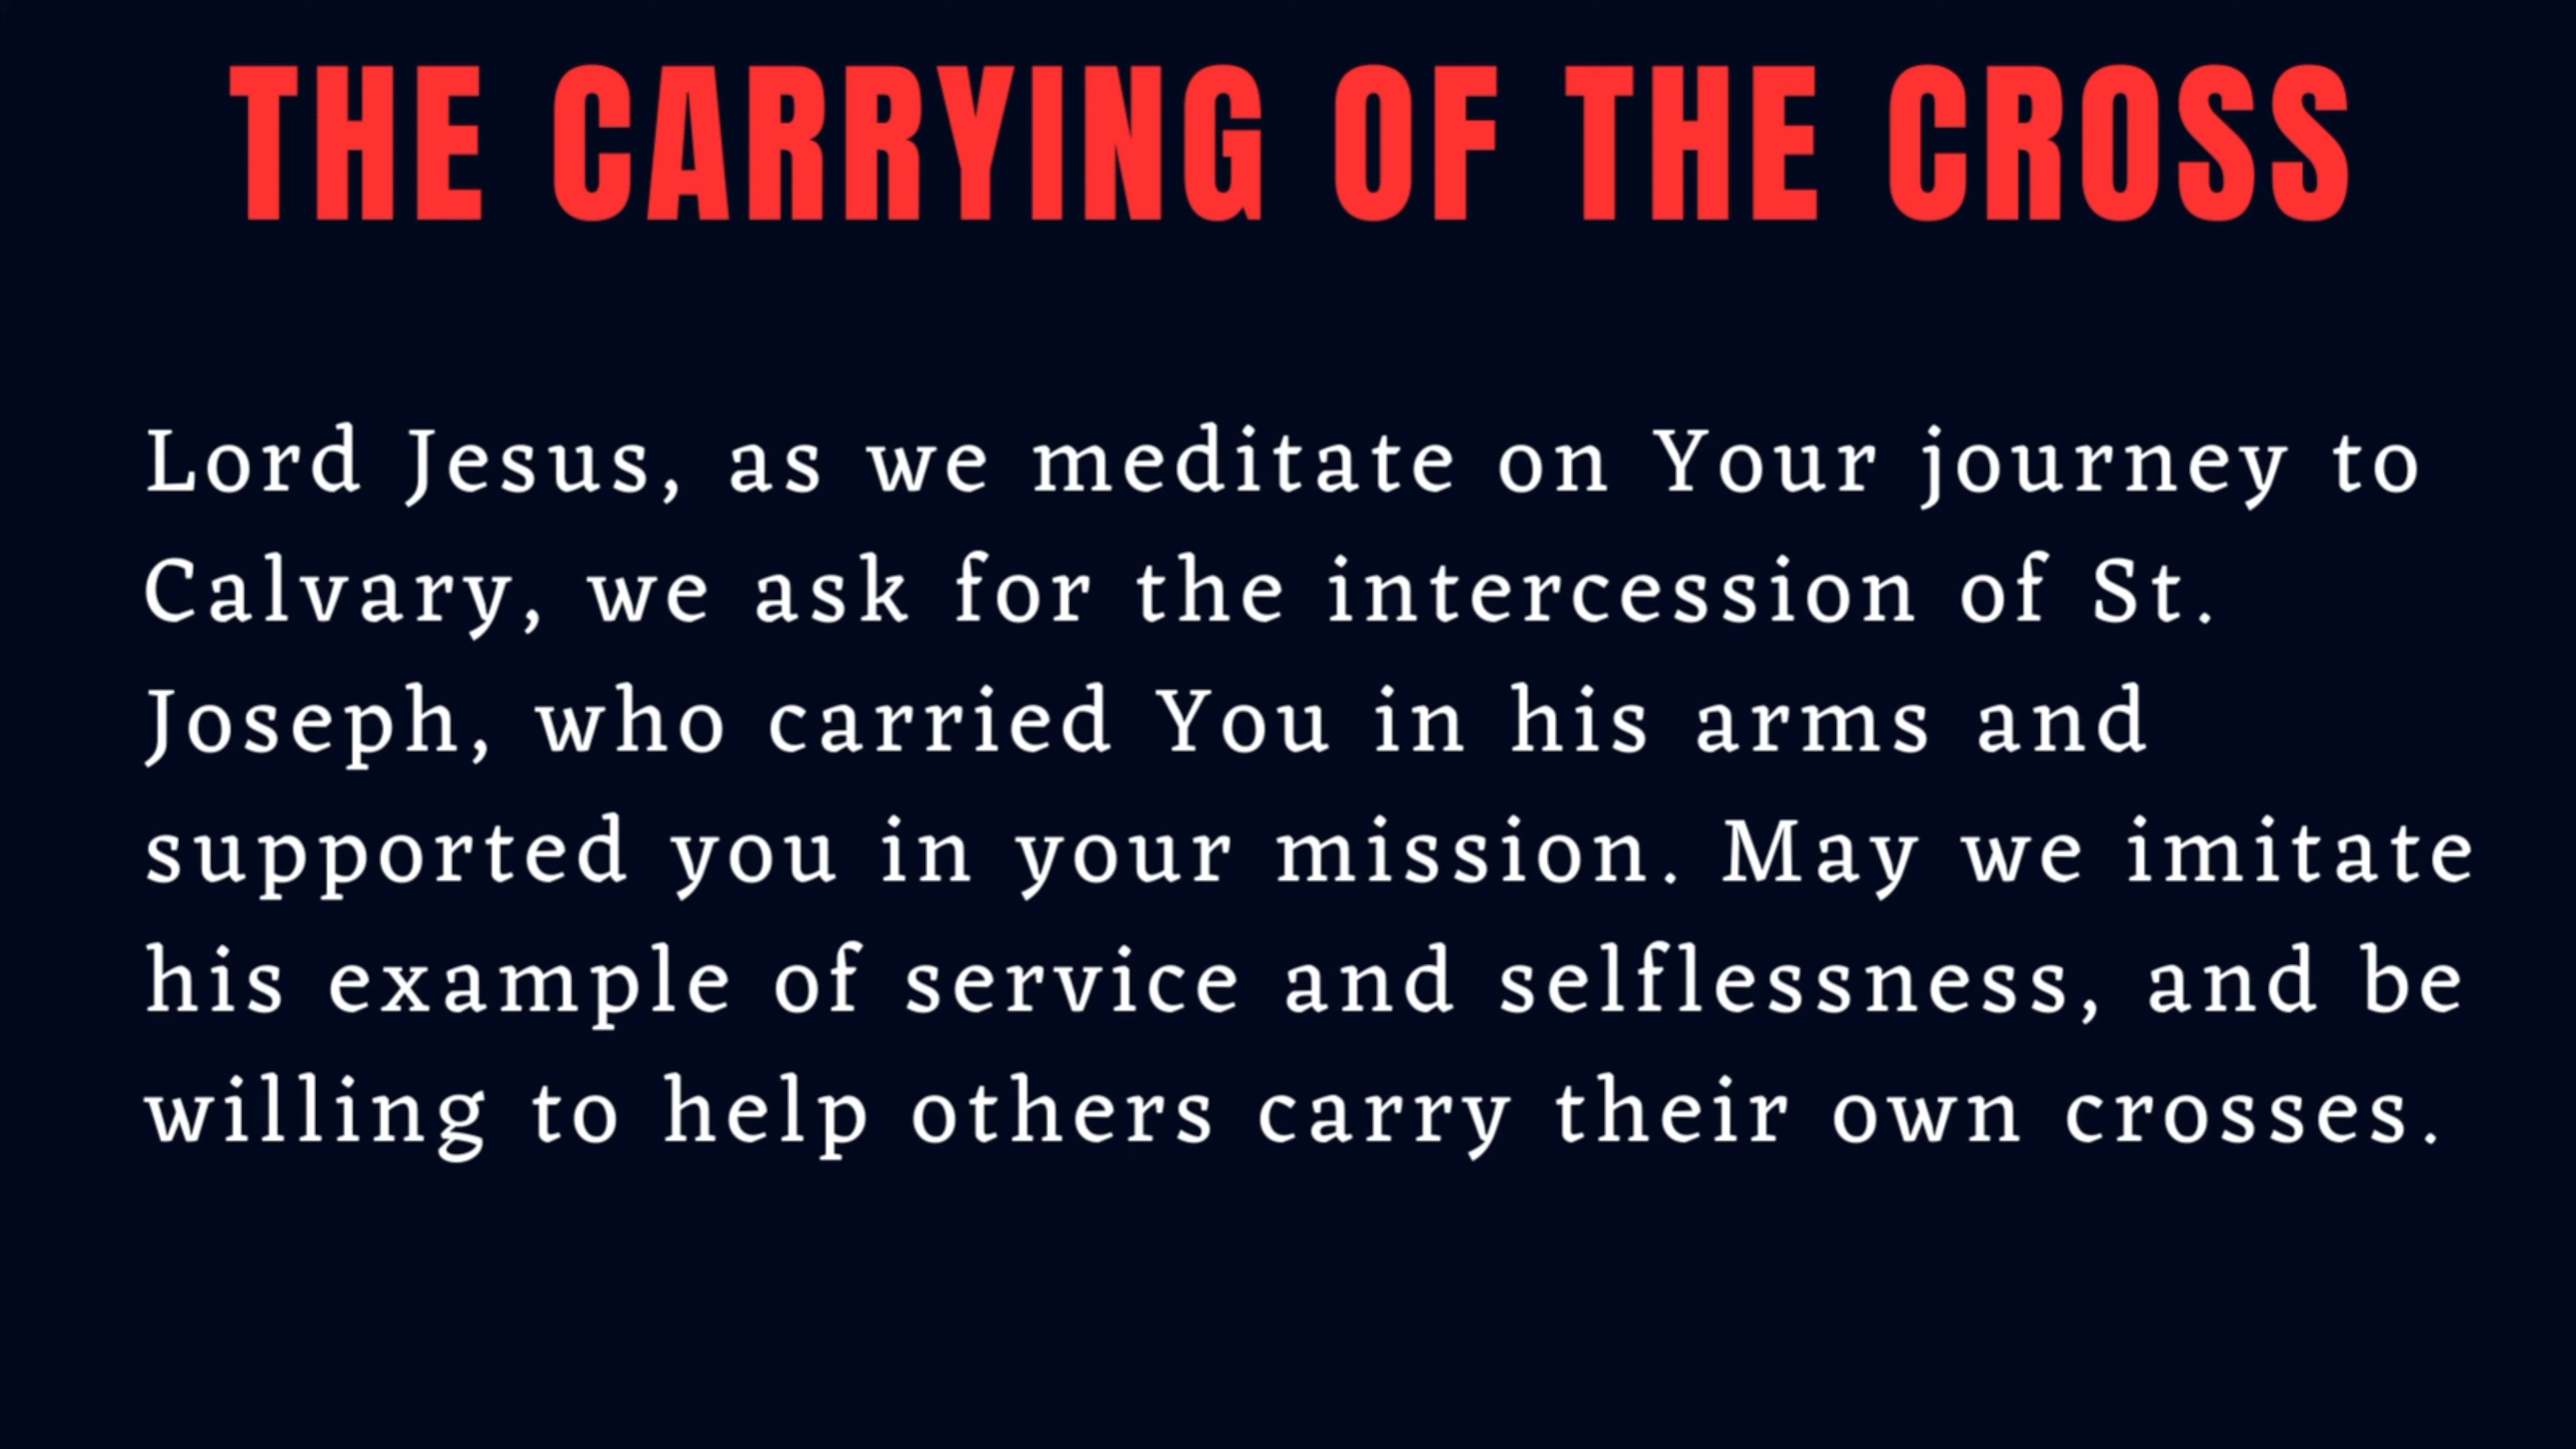 THE CARRYING OF THE CROSS
Lord Jesus, as we meditate on Your journey to
Calvary, we ask for the intercession of St.
Joseph, who carried You in his arms and
supported you in your mission. May we imitate
his example of service and selflessness, and be
willing to help others carry their own crosses.